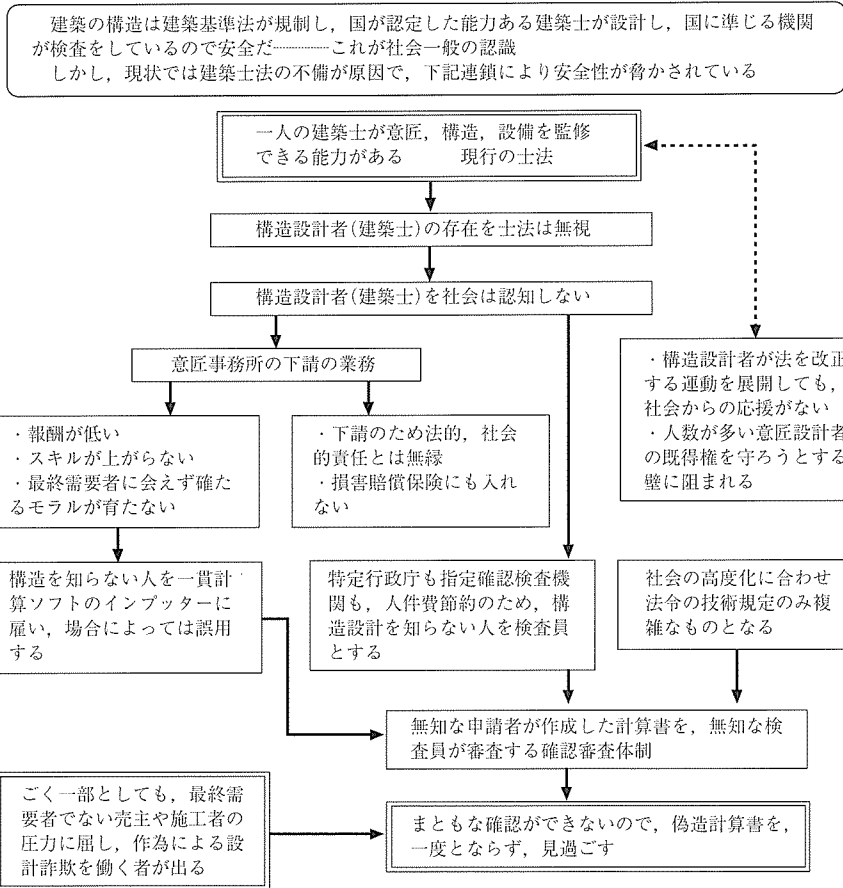 建築の構造は建築基準法が規制し，国が認定した能力ある建築士が設計し，国に準じる機関
が検査をしているので安全だ―――これが社会一般の認識
しかし，現状では建築士法の不備が原因で，下記連鎖により安全性が脅かされている
一人の建築士が意匠，構造，設備を監修
できる能力がある　　現行の士法
構造設計者(建築士)の存在を士法は無視
構造設計者(建築士)を社会は認知しない
意匠事務所の下請の業務
・構造設計者が法を改正
する運動を展開しても，
社会からの応援がない
・人数が多い意匠設計者
の既得権を守ろうとする
壁に阻まれる
・報酬が低い
・スキルが上がらない
・最終需要者に会えず確た
るモラルが育たない
・下請のため法的，社会
的責任とは無縁
・損害賠償保険にも入れ
ない
構造を知らない人を一貫計
算ソフトのインプッターに
雇い，場合によっては誤用
する
特定行政庁も指定確認検査機
関も，人件費節約のため，構
造設計を知らない人を検査員
とする
社会の高度化に合わせ
法令の技術規定のみ複
雑なものとなる
無知な申請者が作成した計算書を，無知な検
査員が審査する確認審査体制
ごく一部としても，最終需
要者でない売主や施工者の
圧力に屈し，作為による設
計詐欺を働く者が出る
まともな確認ができないので，偽造計算書を，
一度とならず，見過ごす